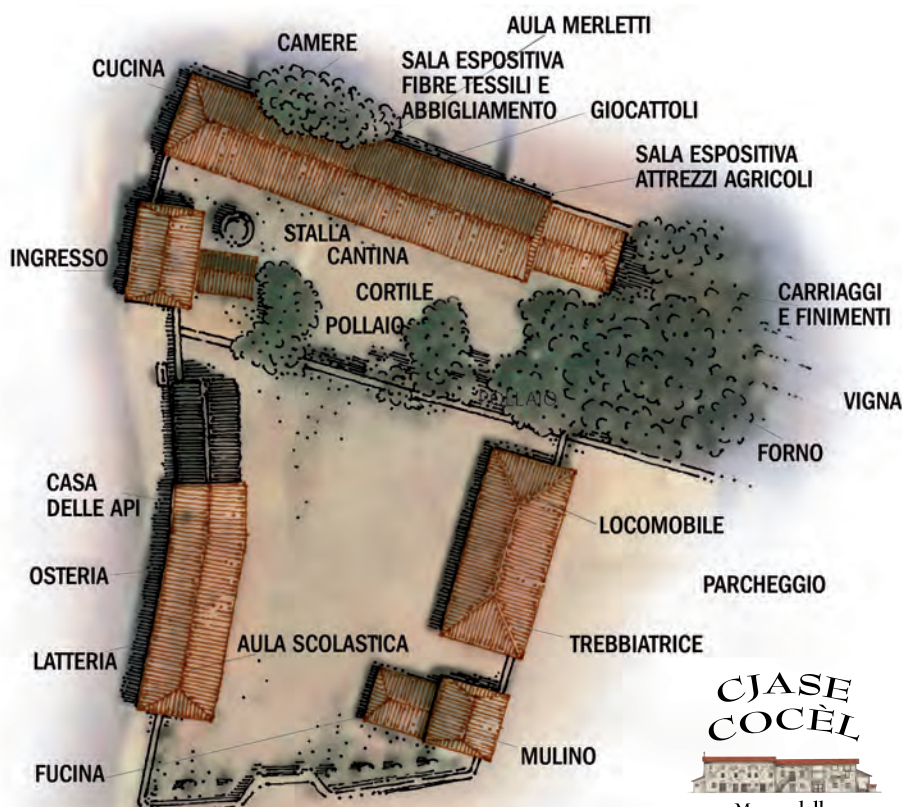 AULA MERLETTI
CAMERE
SALA ESPOSITIVA
FIBRE TESSILI E
ABBIGLIAMENTO
CUCINA
GIOCATTOLI
SALA ESPOSITIVA
ATTREZZI AGRICOLI
INGRESSO
STALLA
CANTINA
CORTILE
POLLAIO
CARRIAGGI
E FINIMENTI
POLLAIO
VIGNA
FORNO
CASA
DELLE API
LOCOMOBILE
OSTERIA
PARCHEGGIO
LATTERIA
AULA SCOLASTICA
TREBBIATRICE
FUCINA
MULINO
CJASE
COCÈL